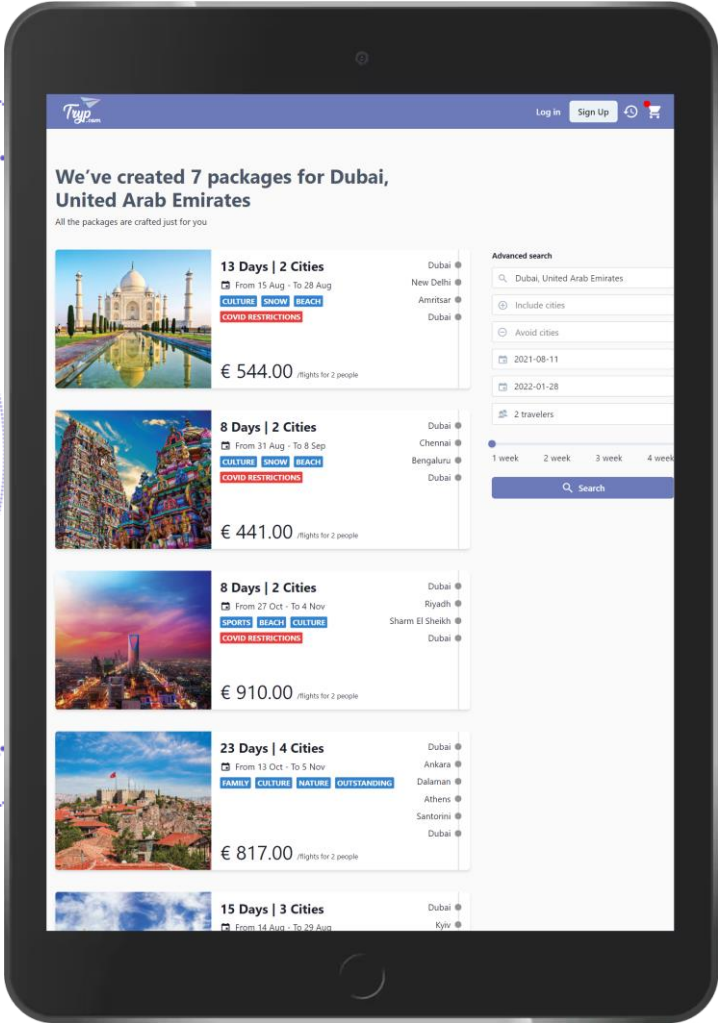 Tryp.com
Log in
Sign Up
We've created 7 packages for Dubai,
United Arab Emirates
All the packages are crafted just for you
13 Days | 2 Cities
From 15 Aug - To 28 Aug
CULTURE SNOW BEACH
COVID RESTRICTIONS
€ 544.00 /flights for 2 people
Dubai
New Delhi
Amritsar
Dubai
8 Days | 2 Cities
From 31 Aug - To 8 Sep
CULTURE SNOW BEACH
COVID RESTRICTIONS
€ 441.00 /flights for 2 people
Dubai
Chennai
Bengaluru
Dubai
8 Days | 2 Cities
From 27 Oct - To 4 Nov
SPORTS BEACH CULTURE
COVID RESTRICTIONS
€ 910.00 /flights for 2 people
Dubai
Riyadh
Sharm El Sheikh
Dubai
23 Days | 4 Cities
From 13 Oct - To 5 Nov
FAMILY CULTURE NATURE OUTSTANDING
€ 817.00 /flights for 2 people
Dubai
Ankara
Dalaman
Athens
Santorini
Dubai
15 Days | 3 Cities
From 14 Aug - To 29 Aug
Dubai
Kyiv
Advanced search
Dubai, United Arab Emirates
Include cities
Avoid cities
2021-08-11
2022-01-28
2 travelers
1 week 2 week 3 week 4 week
Search